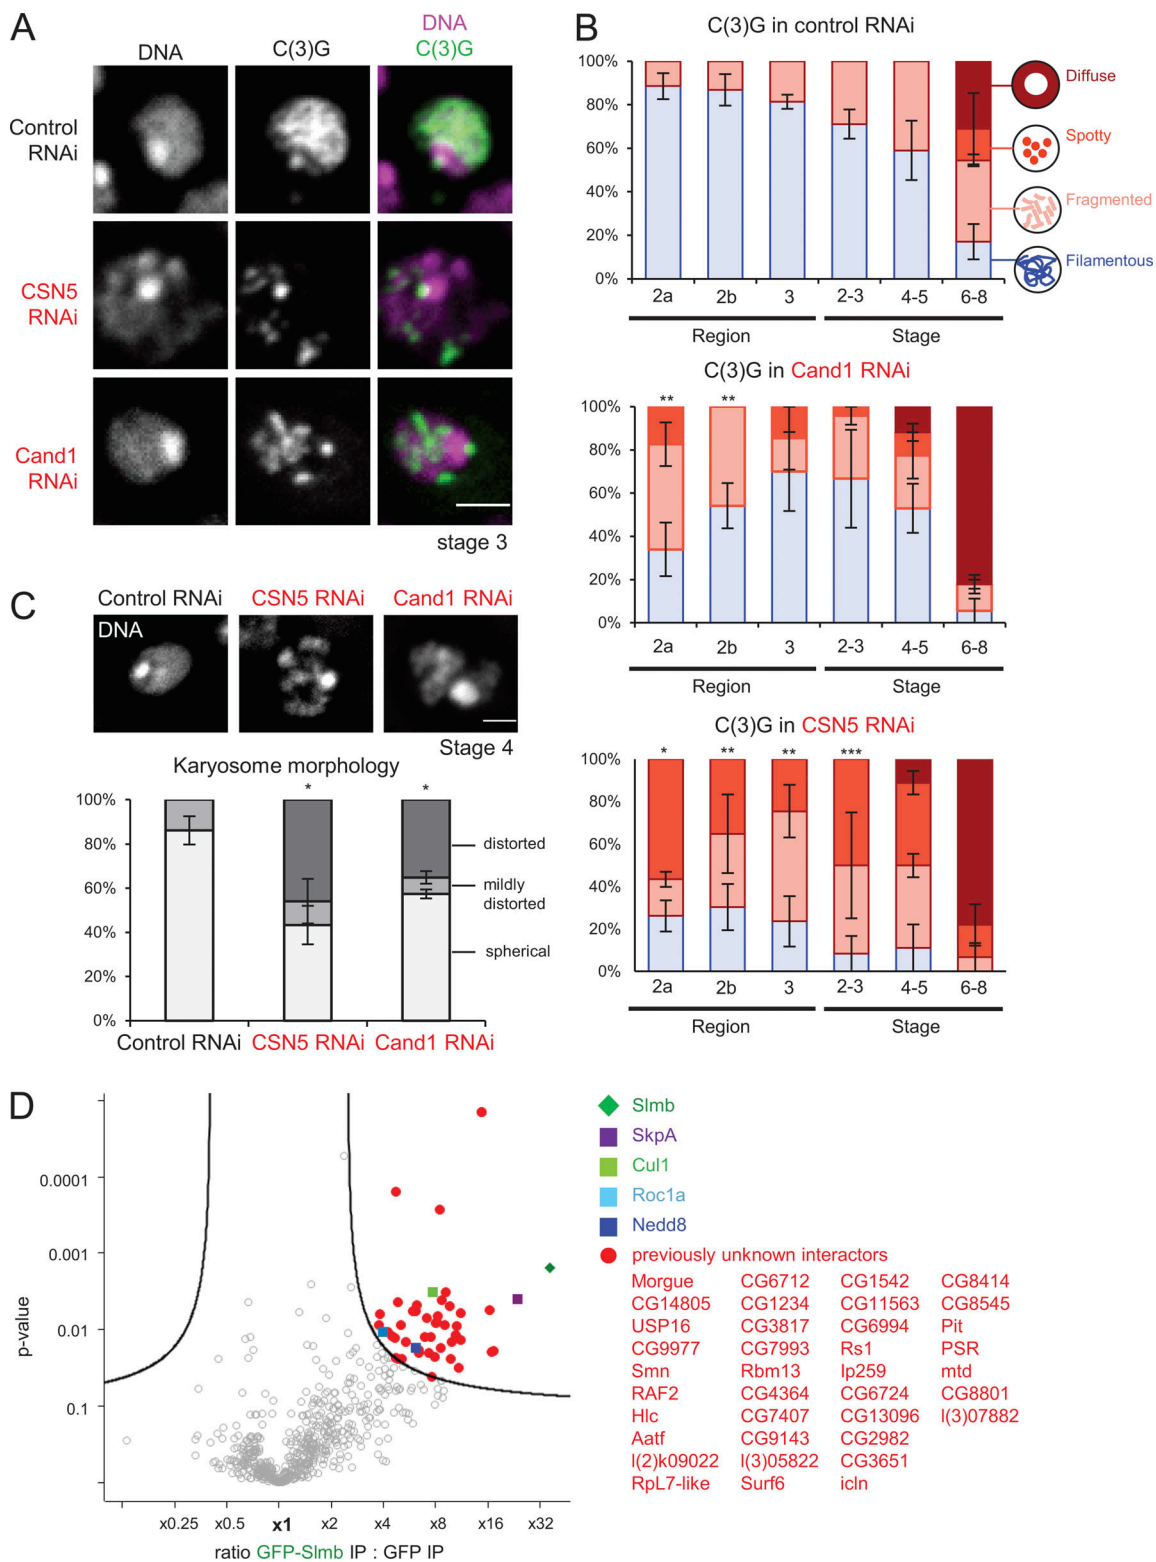 A
DNA
C(3)G
DNA
C(3)G
Control
RNAi
CSN5
RNAi
Cand1
RNAi
stage 3
B
C(3)G in control RNAi
100%
80%
60%
40%
20%
0%
2a
2b
3
2-3
4-5
6-8
Region
Stage
Diffuse
Spotty
Fragmented
Filamentous
C(3)G in Cand1 RNAi
**
**
100%
80%
60%
40%
20%
0%
2a
2b
3
2-3
4-5
6-8
Region
Stage
C(3)G in CSN5 RNAi
*
**
**
***
100%
80%
60%
40%
20%
0%
2a
2b
3
2-3
4-5
6-8
Region
Stage
C
Control RNAi
CSN5 RNAi
Cand1 RNAi
DNA
Stage 4
Karyosome morphology
*
*
100%
80%
60%
40%
20%
0%
distorted
mildly
distorted
spherical
Control RNAi
CSN5 RNAi
Cand1 RNAi
D
p-value
0.0001
0.001
0.01
0.1
x0.25
x0.5
x1
x2
x4
x8
x16
x32
ratio GFP-Slmb IP : GFP IP
Slmb
SkpA
Cul1
Roc1a
Nedd8
previously unknown interactors
Morgue CG6712 CG1542 CG8414
CG14805 CG1234 CG11563 CG8545
USP16 CG3817 CG6994 Pit
CG9977 CG7993 Rs1 PSR
Smn Rbm13 Ip259 mtd
RAF2 CG4364 CG6724 CG8801
Hlc CG7407 CG13096 l(3)07882
Aatf CG9143 CG2982
l(2)k09022 l(3)05822 CG3651
RpL7-like Surf6 icln